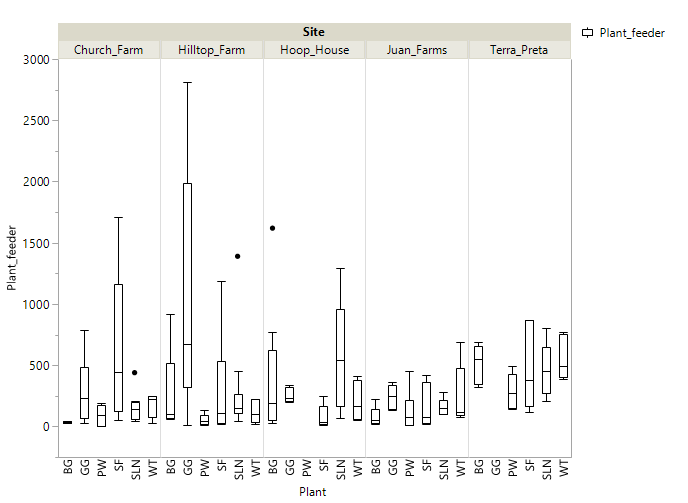 Site
Plant_feeder
Church_Farm Hilltop_Farm Hoop_House Juan_Farms Terra_Preta
3000
2500
2000
1500
1000
500
0
Plant_feeder
BG GG PW SF SLN WT BG GG PW SF SLN WT BG GG PW SF SLN WT BG GG PW SF SLN WT BG GG PW SF SLN WT
Plant